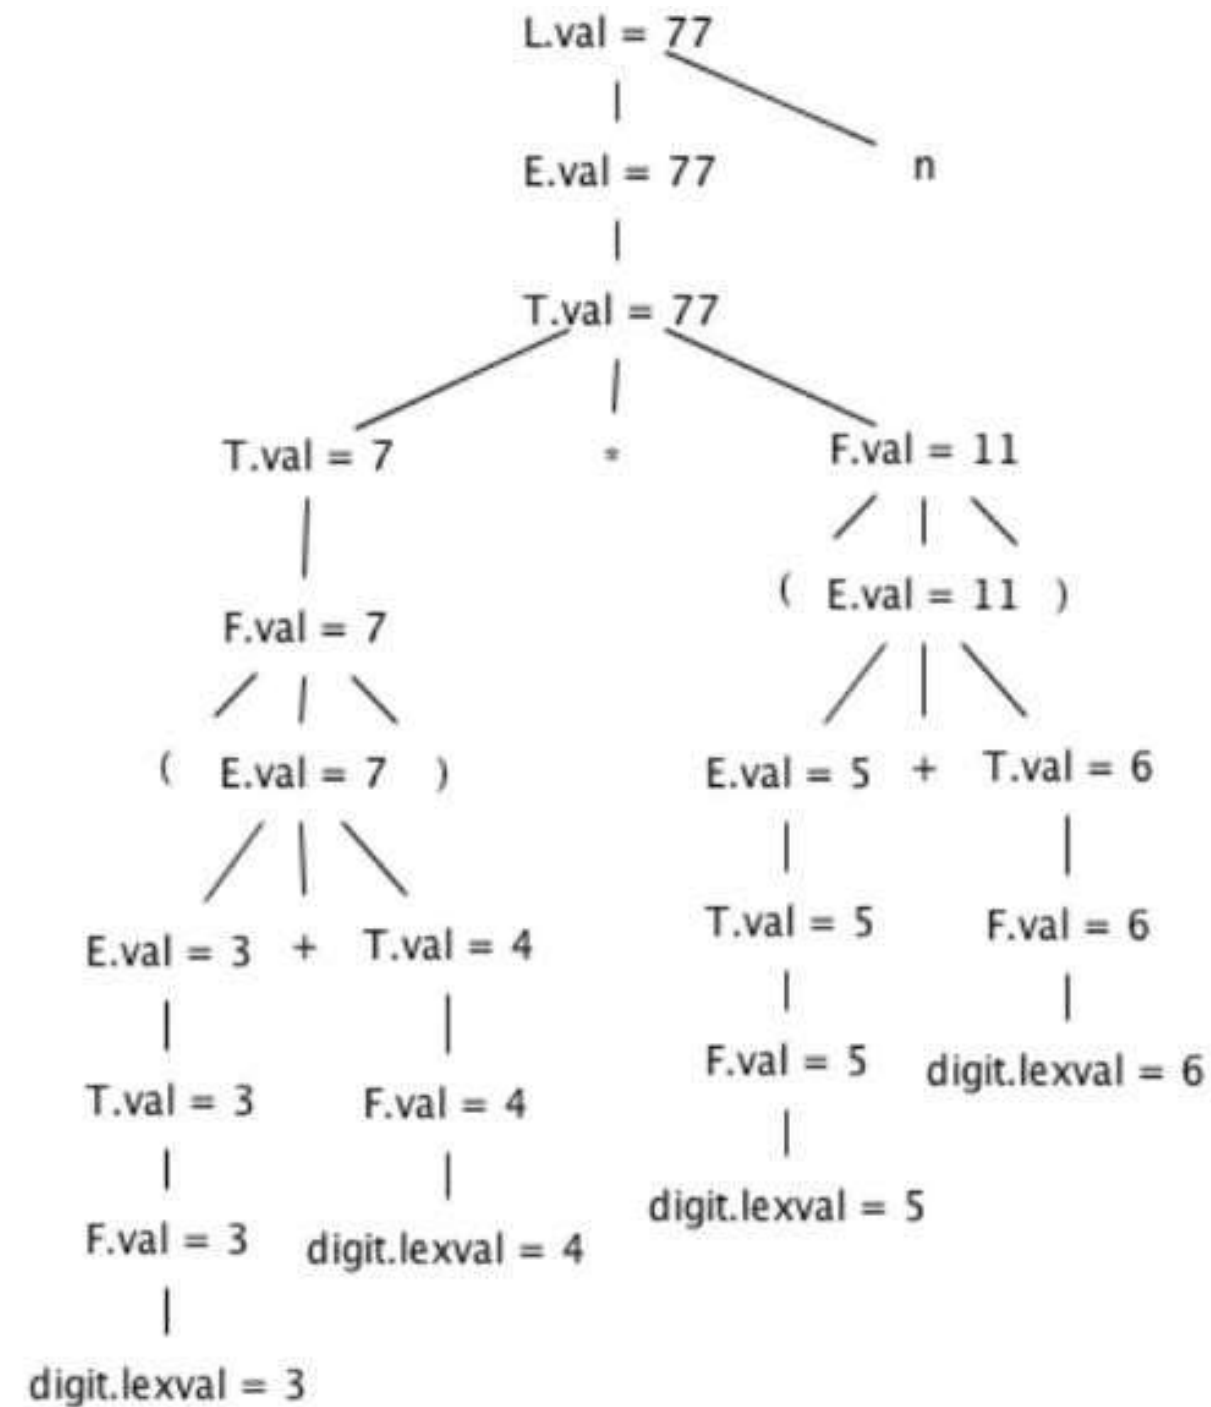 L.val = 77
E.val = 77 n
T.val = 77
T.val = 7 * F.val = 11
( E.val = 11 )
F.val = 7
( E.val = 7 ) E.val = 5 + T.val = 6
E.val = 3 + T.val = 4 T.val = 5 F.val = 6
F.val = 5 digit.lexval = 6
T.val = 3 F.val = 4
digit.lexval = 5
F.val = 3 digit.lexval = 4
digit.lexval = 3